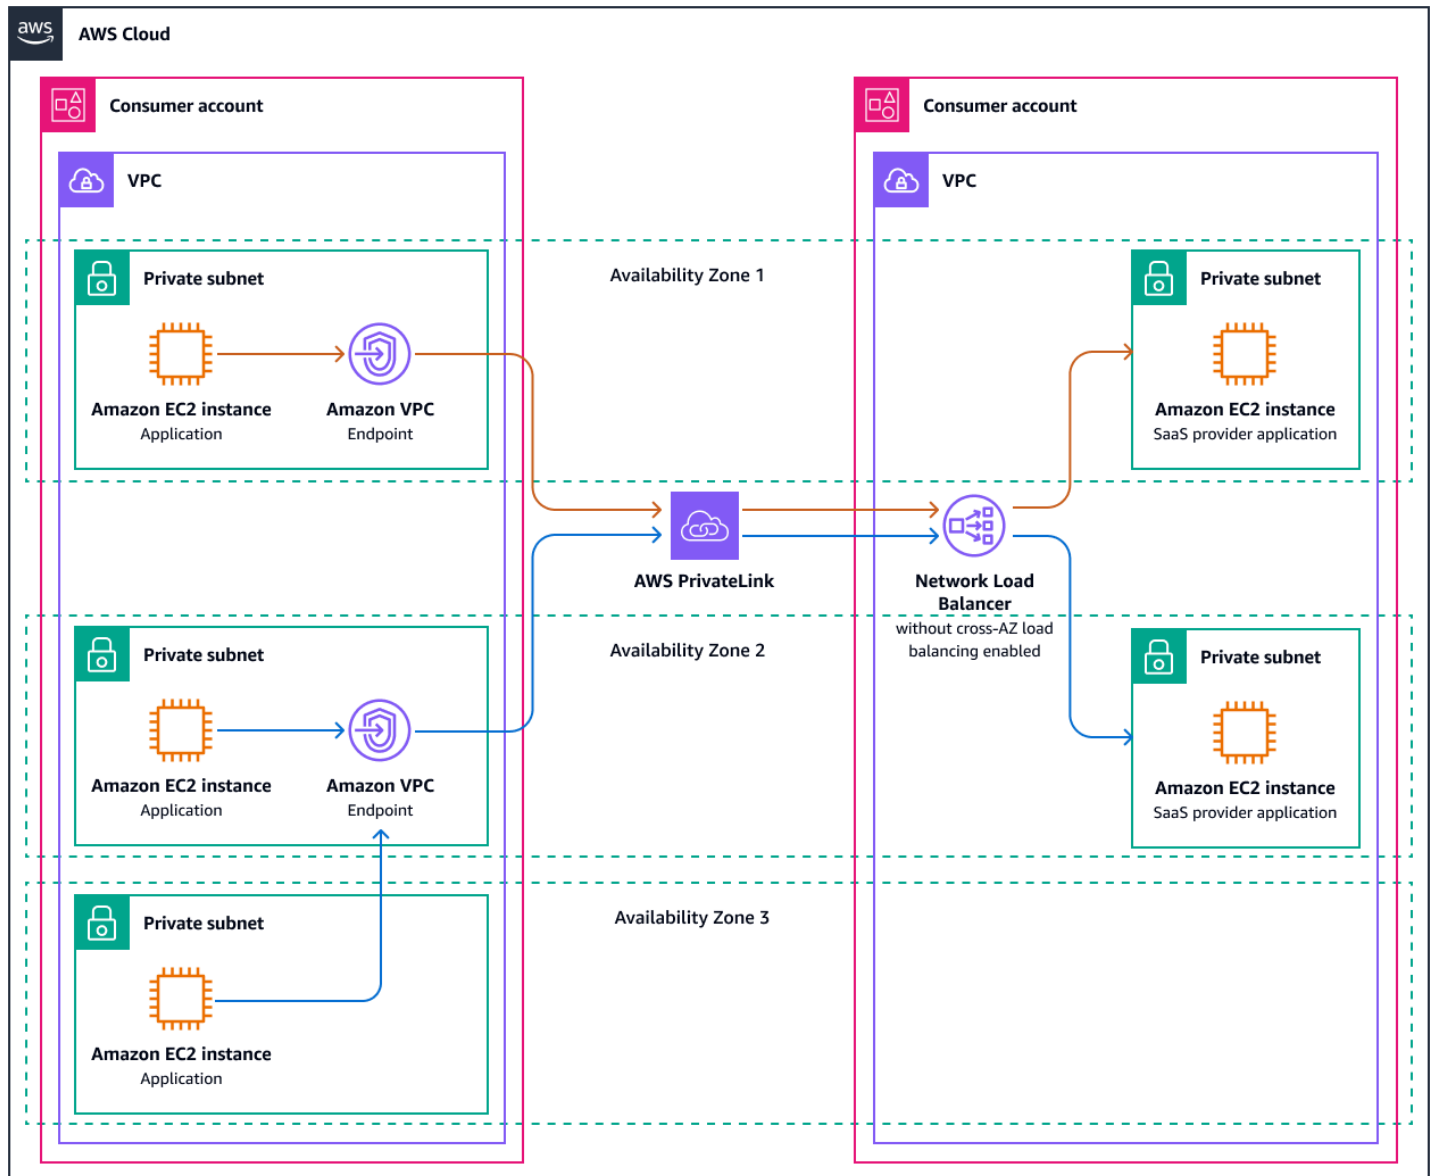 aws
AWS Cloud
Consumer account
VPC
Private subnet
Amazon EC2 instance
Application
Amazon VPC
Endpoint
Private subnet
Amazon EC2 instance
Application
Amazon VPC
Endpoint
Private subnet
Amazon EC2 instance
Application
Availability Zone 1
AWS PrivateLink
Availability Zone 2
Availability Zone 3
Consumer account
VPC
Network Load
Balancer
without cross-AZ load
balancing enabled
Private subnet
Amazon EC2 instance
SaaS provider application
Private subnet
Amazon EC2 instance
SaaS provider application